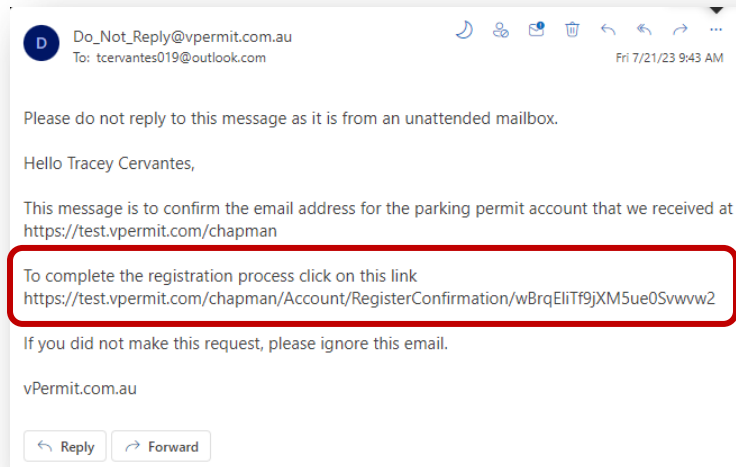 D
Do_Not_Reply@vpermit.com.au
To: tcervantes019@outlook.com
Fri 7/21/23 9:43 AM
Please do not reply to this message as it is from an unattended mailbox.
Hello Tracey Cervantes,
This message is to confirm the email address for the parking permit account that we received at
https://test.vpermit.com/chapman
To complete the registration process click on this link
https://test.vpermit.com/chapman/Account/RegisterConfirmation/wBrqEliTf9jXM5ue0Svwvw2
If you did not make this request, please ignore this email.
vPermit.com.au
Reply Forward